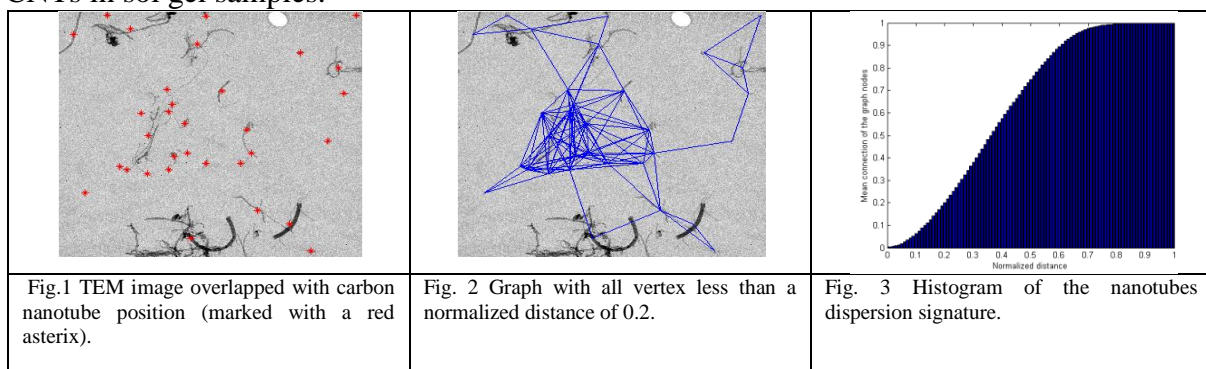 CNTs in sol gel samples.
1
0.9
0.8
0.7
0.6
0.5
0.4
0.3
0.2
0.1
0
Mean connection of the graph nodes
0 0.1 0.2 0.3 0.4 0.5 0.6 0.7 0.8 0.9 1
Normalized distance
Fig.1 TEM image overlapped with carbon
nanotube position (marked with a red
asterix).
Fig. 2 Graph with all vertex less than a
normalized distance of 0.2.
Fig. 3 Histogram of the nanotubes
dispersion signature.